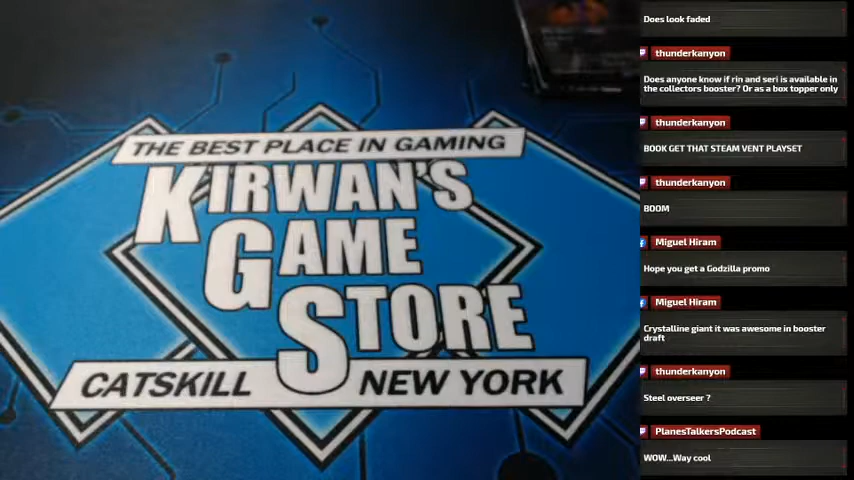 THE BEST PLACE IN GAMING
KIRWAN'S
GAME
STORE
CATSKILL NEW YORK
Does look faded
thunderkanyon
Does anyone know if rin and seri is available in
the collectors booster? Or as a box topper only
thunderkanyon
BOOK GET THAT STEAM VENT PLAYSET
thunderkanyon
BOOM
Miguel Hiram
Hope you get a Godzilla promo
Miguel Hiram
Crystalline giant it was awesome in booster
draft
thunderkanyon
Steel overseer ?
PlanesTalkersPodcast
WOW...Way cool